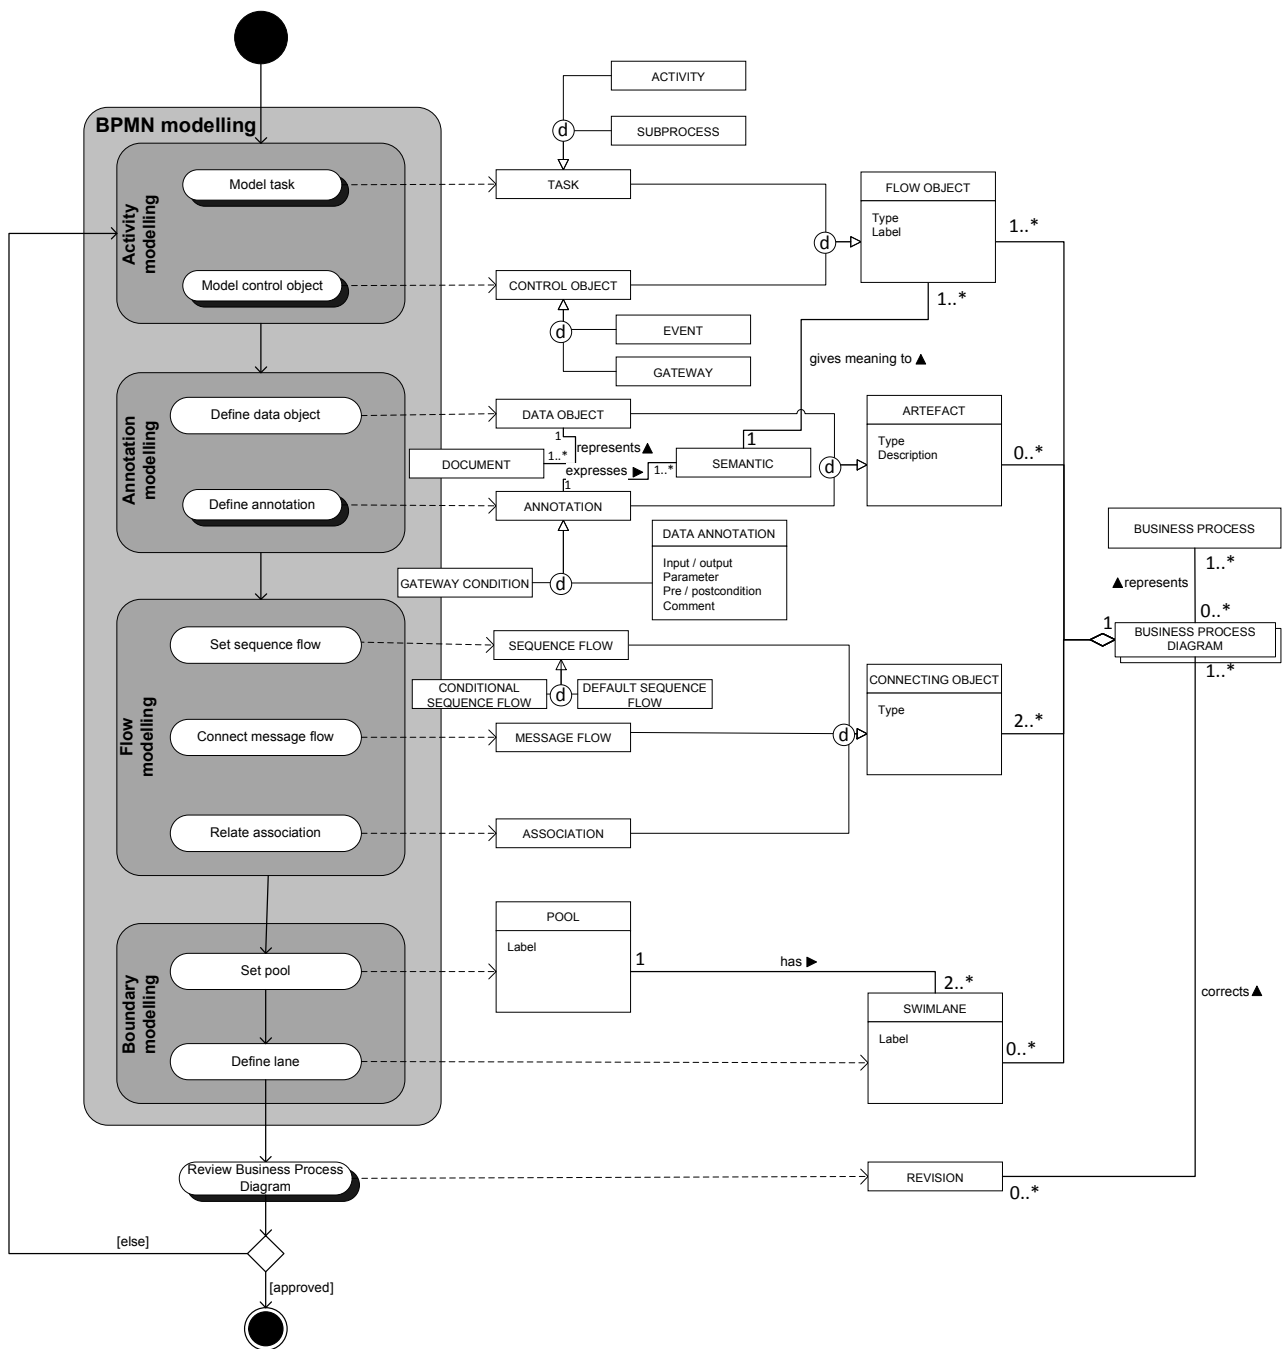 ACTIVITY
BPMN modelling
SUBPROCESS
Activity
modelling
Model task
TASK
FLOW OBJECT
Type
Label
1..*
d
d
d
Model control object
CONTROL OBJECT
1..*
d
EVENT
GATEWAY
gives meaning to ▲
Annotation
modelling
Define data object
DATA OBJECT
ARTEFACT
Type
Description
0..*
1
represents▲
1
DOCUMENT
1..*
expresses ▶
1..*
SEMANTIC
d
1
Define annotation
ANNOTATION
DATA ANNOTATION
Input / output
Parameter
Pre / postcondition
Comment
GATEWAY CONDITION
d
BUSINESS PROCESS
1..*
▲represents
0..*
1
BUSINESS PROCESS
DIAGRAM
1..*
Flow
modelling
Set sequence flow
SEQUENCE FLOW
CONDITIONAL
SEQUENCE FLOW
d
DEFAULT SEQUENCE
FLOW
CONNECTING OBJECT
Type
2..*
Connect message flow
MESSAGE FLOW
d
Relate association
ASSOCIATION
Boundary
modelling
POOL
Label
Set pool
1
has ▶
2..*
SWIMLANE
Label
0..*
corrects▲
Define lane
Review Business Process
Diagram
REVISION
0..*
[else]
[approved]